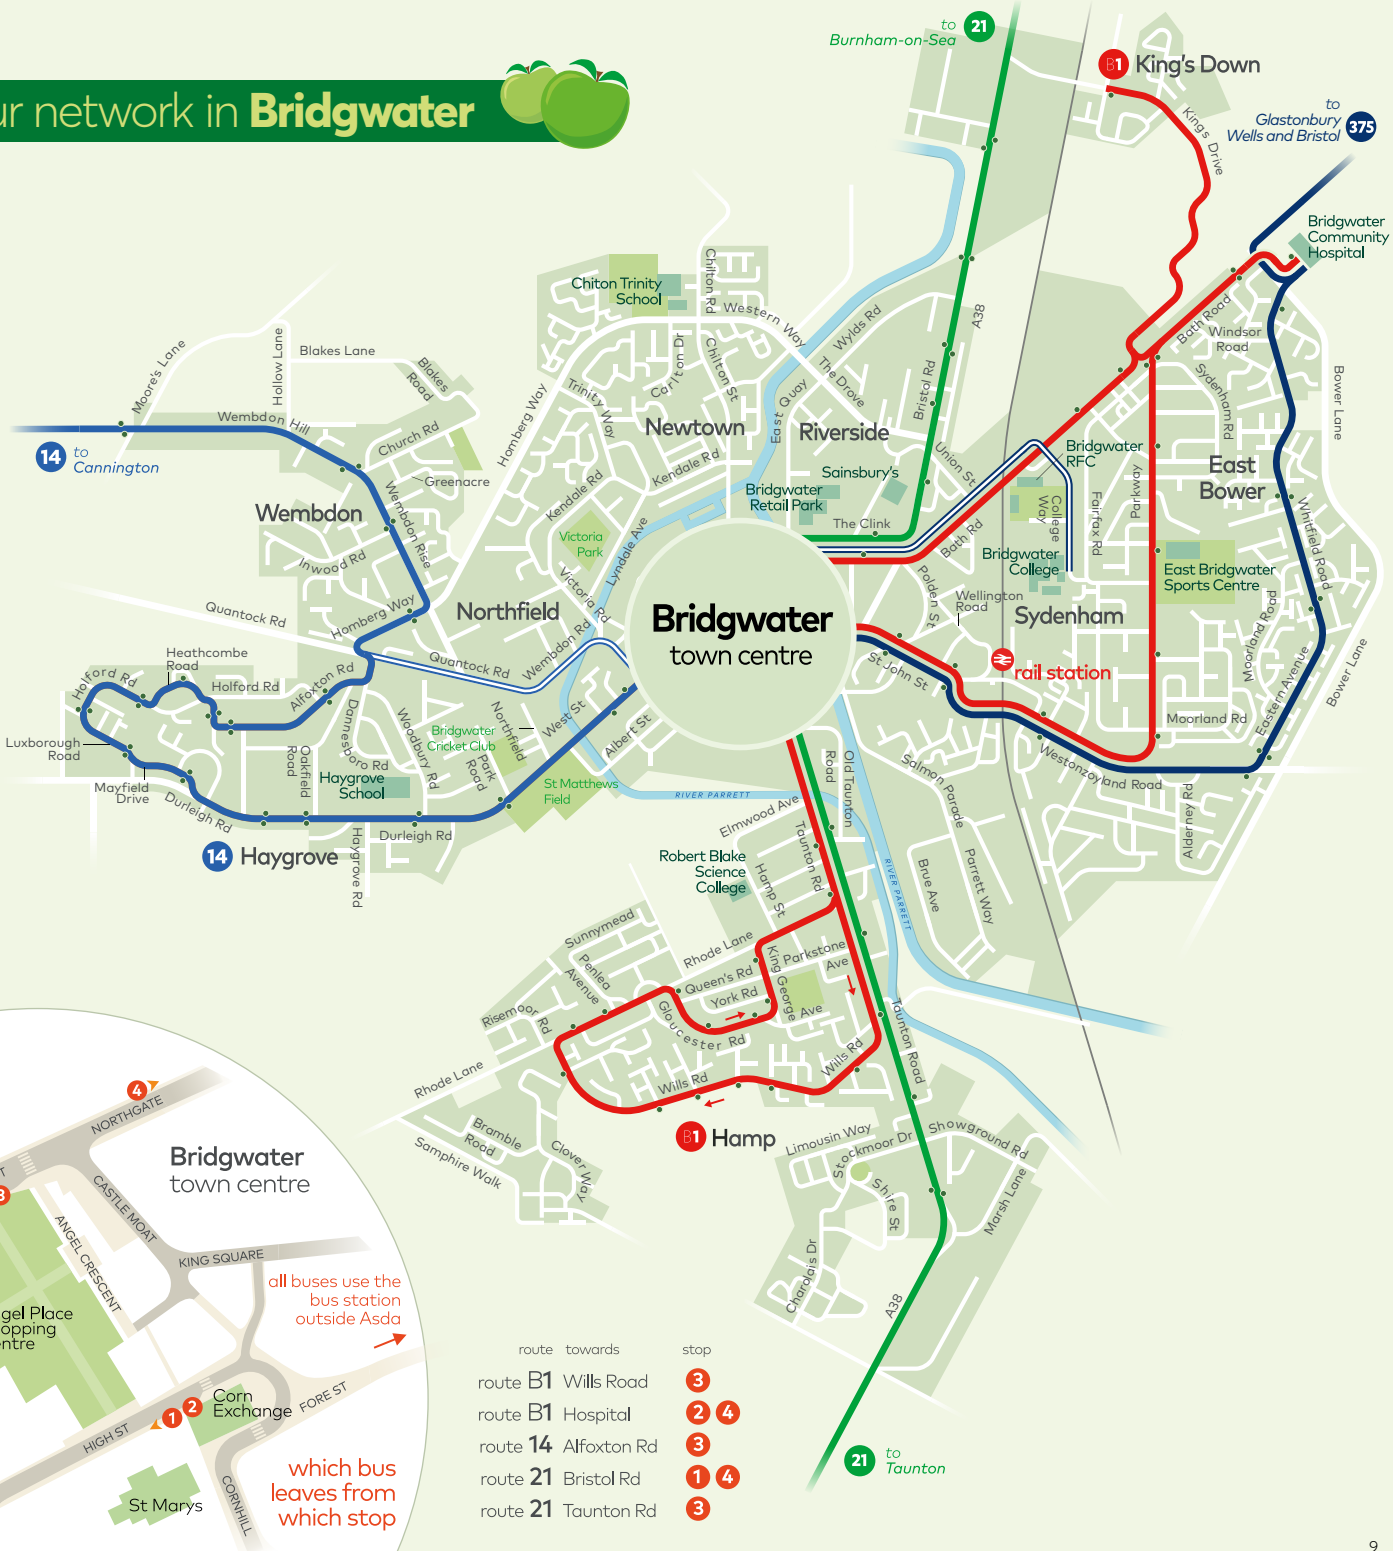 ur network in Bridgwater
to
Burnham-on-Sea
21
B1 King's Down
Kings Drive
to
Glastonbury
Wells and Bristol
375
Bridgwater
Community
Hospital
Bath Road
Windsor
Road
Sydenham Rd
Bower Lane
A38
Bristol Rd
Wylds Rd
The Drove
Western Way
Chilton Rd
Chilton St
Carlton Dr
Chiton Trinity
School
Trinity Way
Homberg Way
Newtown
Kendale Rd
Kendale Rd
East Quay
Riverside
Sainsbury's
Bridgwater
Retail Park
Union St
The Clink
Bath Rd
Bridgwater
RFC
College
Way
Bridgwater
College
Fairfax Rd
Parkway
East
Bower
Whitfield Road
East Bridgwater
Sports Centre
Moorland Road
Eastern Avenue
Bower Lane
Moorland Rd
Sydenham
Wellington
Road
Polden St
St John St
rail station
Westonzoyland Road
Alderney Rd
Moore's Lane
Hollow Lane
Blakes Lane
Blakes
Road
Wembdon Hill
Church Rd
Greenacre
14 to
Cannington
Wembdon
Wembdon Rise
Inwood Rd
Homberg Way
Quantock Rd
Quantock Rd
Victoria
Park
Lyndale Ave
Victoria Rd
Northfield
Wembdon Rd
Bridgwater
town centre
Heathcombe
Road
Holford Rd
Holford Rd
Alfoxton Rd
Luxborough
Road
Mayfield
Drive
Durleigh Rd
Oakfield
Road
Dannesboro Rd
Woodbury Rd
Haygrove
School
Northfield
Park
Road
Bridgwater
Cricket Club
West St
Albert St
St Matthews
Field
14 Haygrove
Haygrove Rd
Durleigh Rd
RIVER PARRETT
Old Taunton
Road
Elmwood Ave
Taunton Rd
Salmon Parade
Parrett Way
Brue Ave
RIVER PARRETT
Robert Blake
Science
College
Hamp St
Sunnymead
Penlea
Avenue
Rhode Lane
Queen's Rd
York Rd
King George
Ave
Parkstone
Ave
Gloucester Rd
Risemoor Rd
Rhode Lane
Wills Rd
Wills Rd
Taunton Road
B1 Hamp
Bramble
Road
Samphire Walk
Clover Way
Limousin Way
Stockmoor Dr
Showground Rd
Shire St
Marsh Lane
Charolais Dr
A38
21 to
Taunton
4
NORTHGATE
Bridgwater
town centre
T
3
CASTLE MOAT
ANGEL CRESCENT
KING SQUARE
all buses use the
bus station
outside Asda
gel Place
opping
entre
Corn
Exchange
1
2
HIGH ST
FORE ST
St Marys
CORNHILL
which bus
leaves from
which stop
route towards stop
route B1 Wills Road 3
route B1 Hospital 2 4
route 14 Alfoxton Rd 3
route 21 Bristol Rd 1 4
route 21 Taunton Rd 3
9